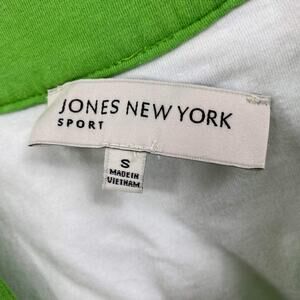 JONES NEW YORK
SPORT
S
MADE IN
VIETNAM